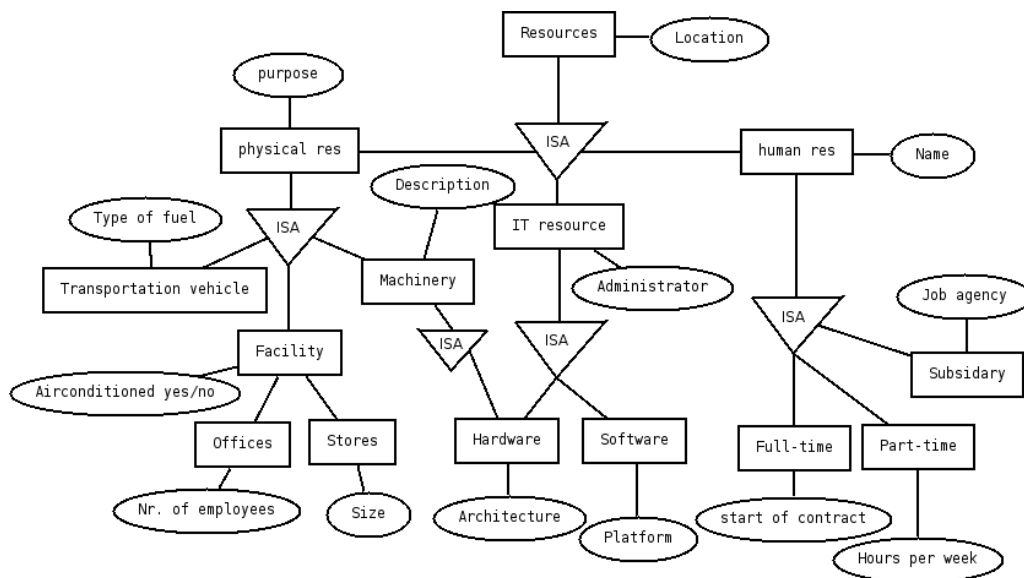 Resources
Location
purpose
physical res
ISA
human res
Name
Description
Type of fuel
ISA
IT resource
Transportation vehicle
Machinery
Administrator
Job agency
ISA
ISA
ISA
Facility
Subsidary
Airconditioned yes/no
Offices
Stores
Hardware
Software
Full-time
Part-time
Nr. of employees
Size
Architecture
Platform
start of contract
Hours per week